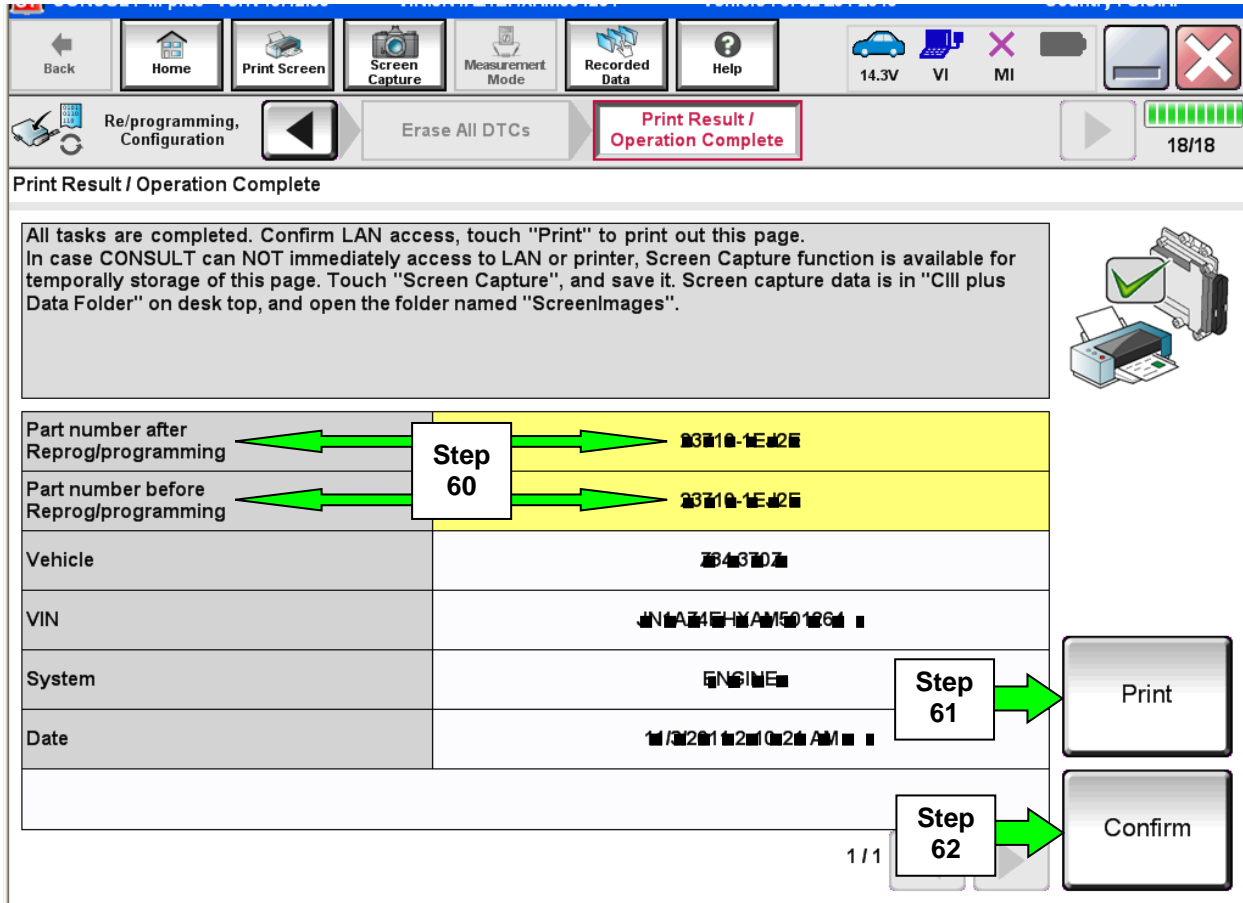 Back
Home
Print Screen
Screen
Capture
Measurement
Mode
Recorded
Data
Help
14.3V
VI
MI
Re/programming,
Configuration
Erase All DTCs
Print Result /
Operation Complete
18/18
Print Result / Operation Complete
All tasks are completed. Confirm LAN access, touch "Print" to print out this page.
In case CONSULT can NOT immediately access to LAN or printer, Screen Capture function is available for
temporally storage of this page. Touch "Screen Capture", and save it. Screen capture data is in "CIII plus
Data Folder" on desk top, and open the folder named "ScreenImages".
Part number after
Reprog/programming
Step
60
Part number before
Reprog/programming
Vehicle
VIN
System
ENGINE
Step
61
Print
Date
Step
62
Confirm
1 / 1